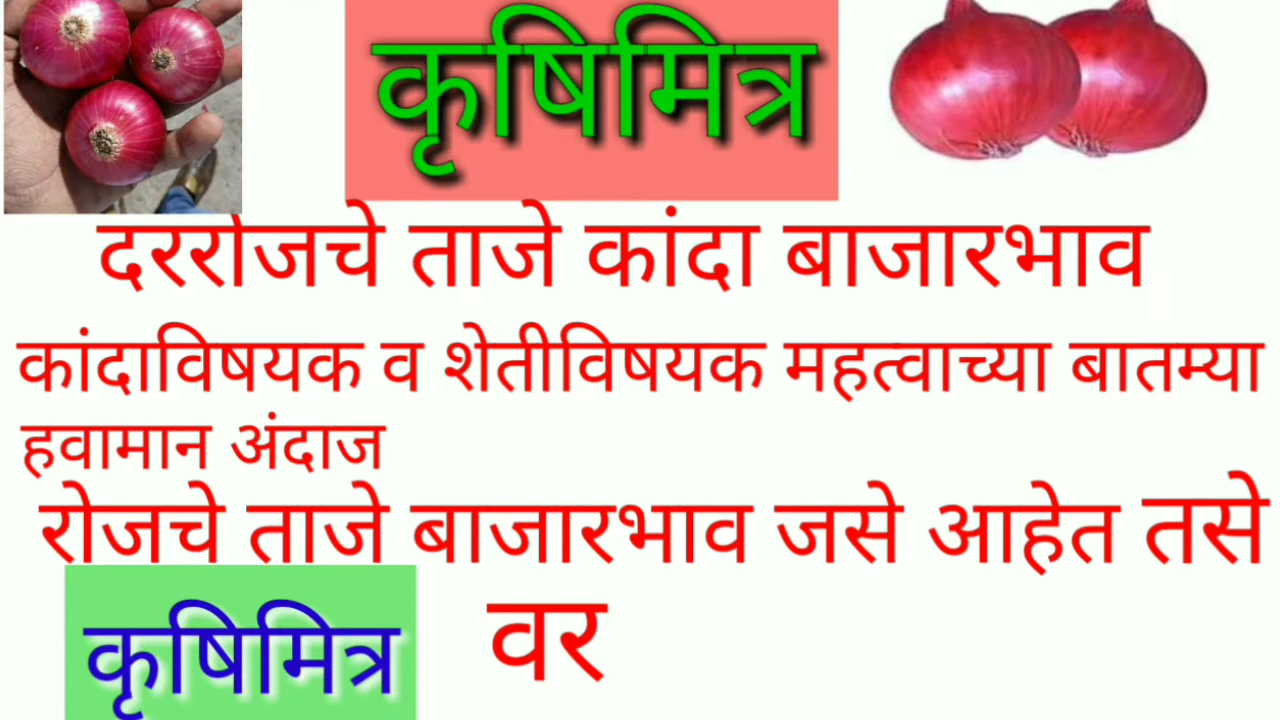 कृषिमित्र
दररोजचे ताजे कांदा बाजारभाव
कांदाविषयक व शेतीविषयक महत्वाच्या बातम्या
हवामान अंदाज
रोजचे ताजे बाजारभाव जसे आहेत तसे
कृषिमित्र वर